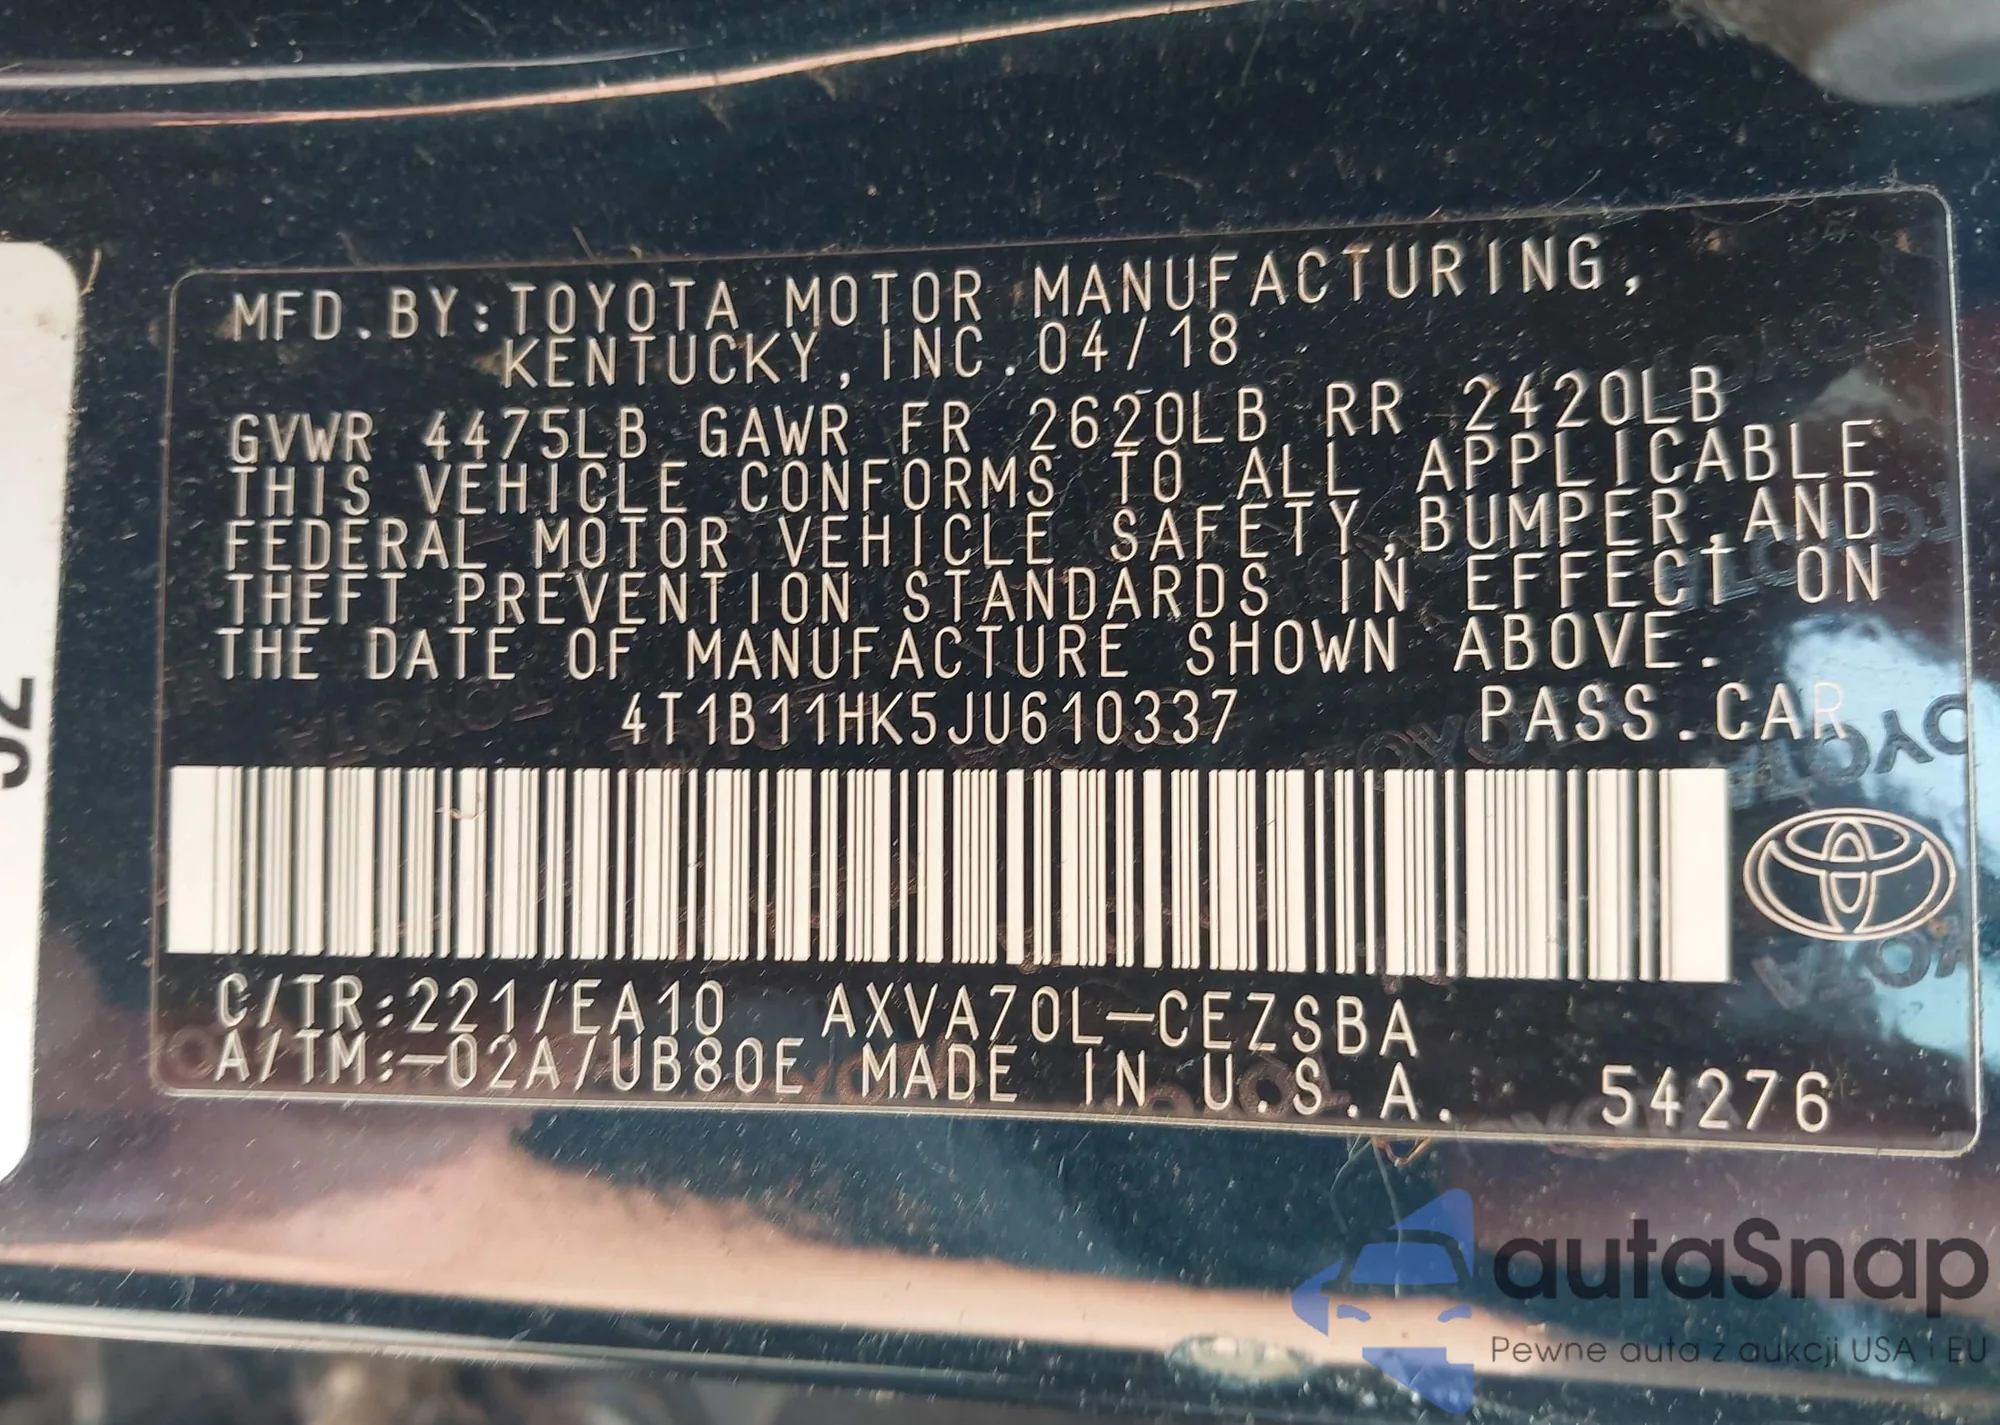 MFD.BY:TOYOTA MOTOR MANUFACTURING,
KENTUCKY,INC.04/18
GVWR 4475LB GAWR FR 2620LB RR 2420LB
THIS VEHICLE CONFORMS TO ALL APPLICABLE
FEDERAL MOTOR VEHICLE SAFETY,BUMPER,AND
THEFT PREVENTION STANDARDS IN EFFECT ON
THE DATE OF MANUFACTURE SHOWN ABOVE.
4T1B11HK5JU610337 PASS.CAR
C/TR:221/EA10 AXVA70L-CEZSBA
A/TM:-02A/UB80E MADE IN U.S.A. 54276
autaSnap
Pewne auta z aukcji USA i EU